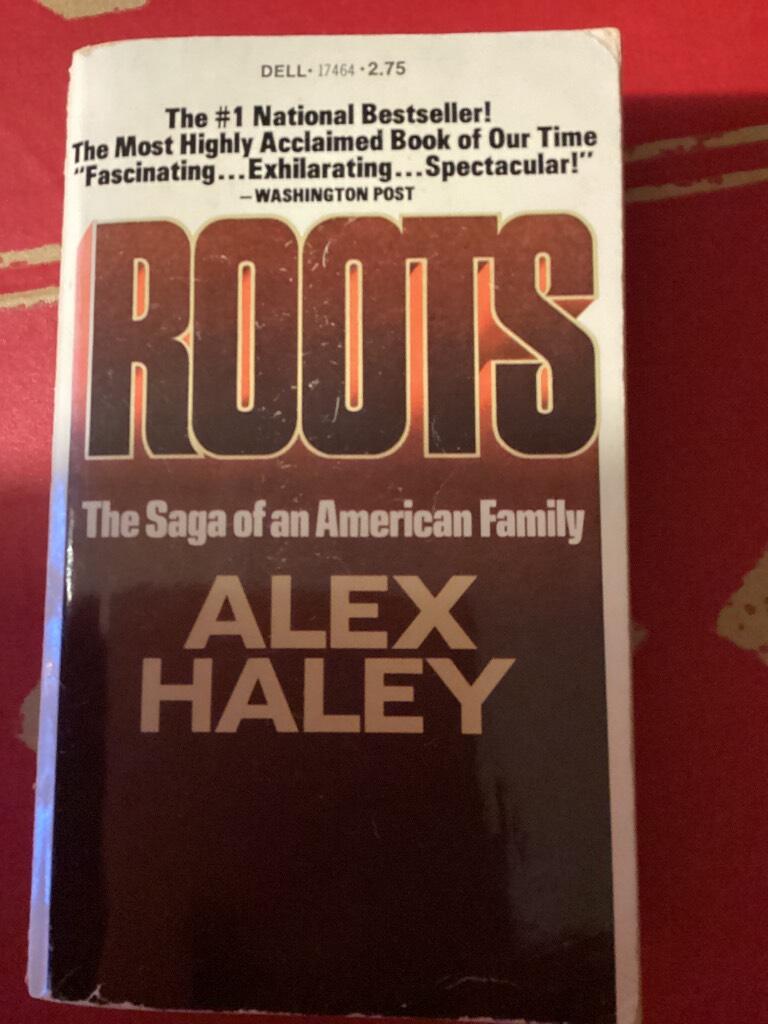 DELL• 17464 •2.75
The #1 National Bestseller!
The Most Highly Acclaimed Book of Our Time
"Fascinating...Exhilarating...Spectacular!"
—WASHINGTON POST
ROOTS
The Saga of an American Family
ALEX
HALEY